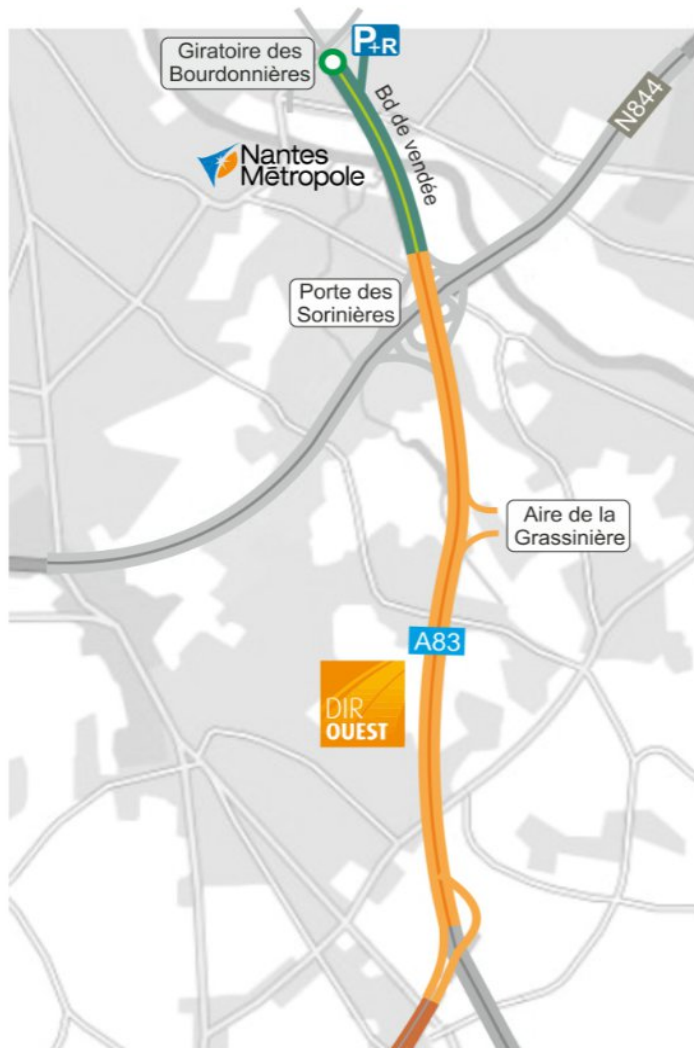 Giratoire des
Bourdonnières
P+R
Bd de vendée
N844
Nantes
Métropole
Porte des
Sorinières
Aire de la
Grassinière
A83
DIR
OUEST